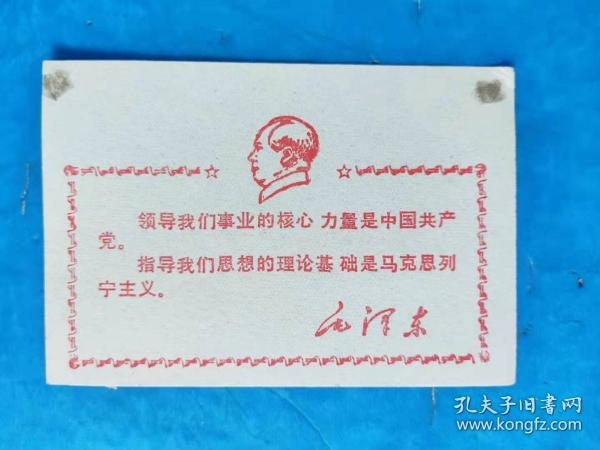 领导我们事业的核心 力量是中国共产
党。
指导我们思想的理论基 础是马克思列
宁主义。
毛泽东
孔夫子旧书网
www.kongfz.com